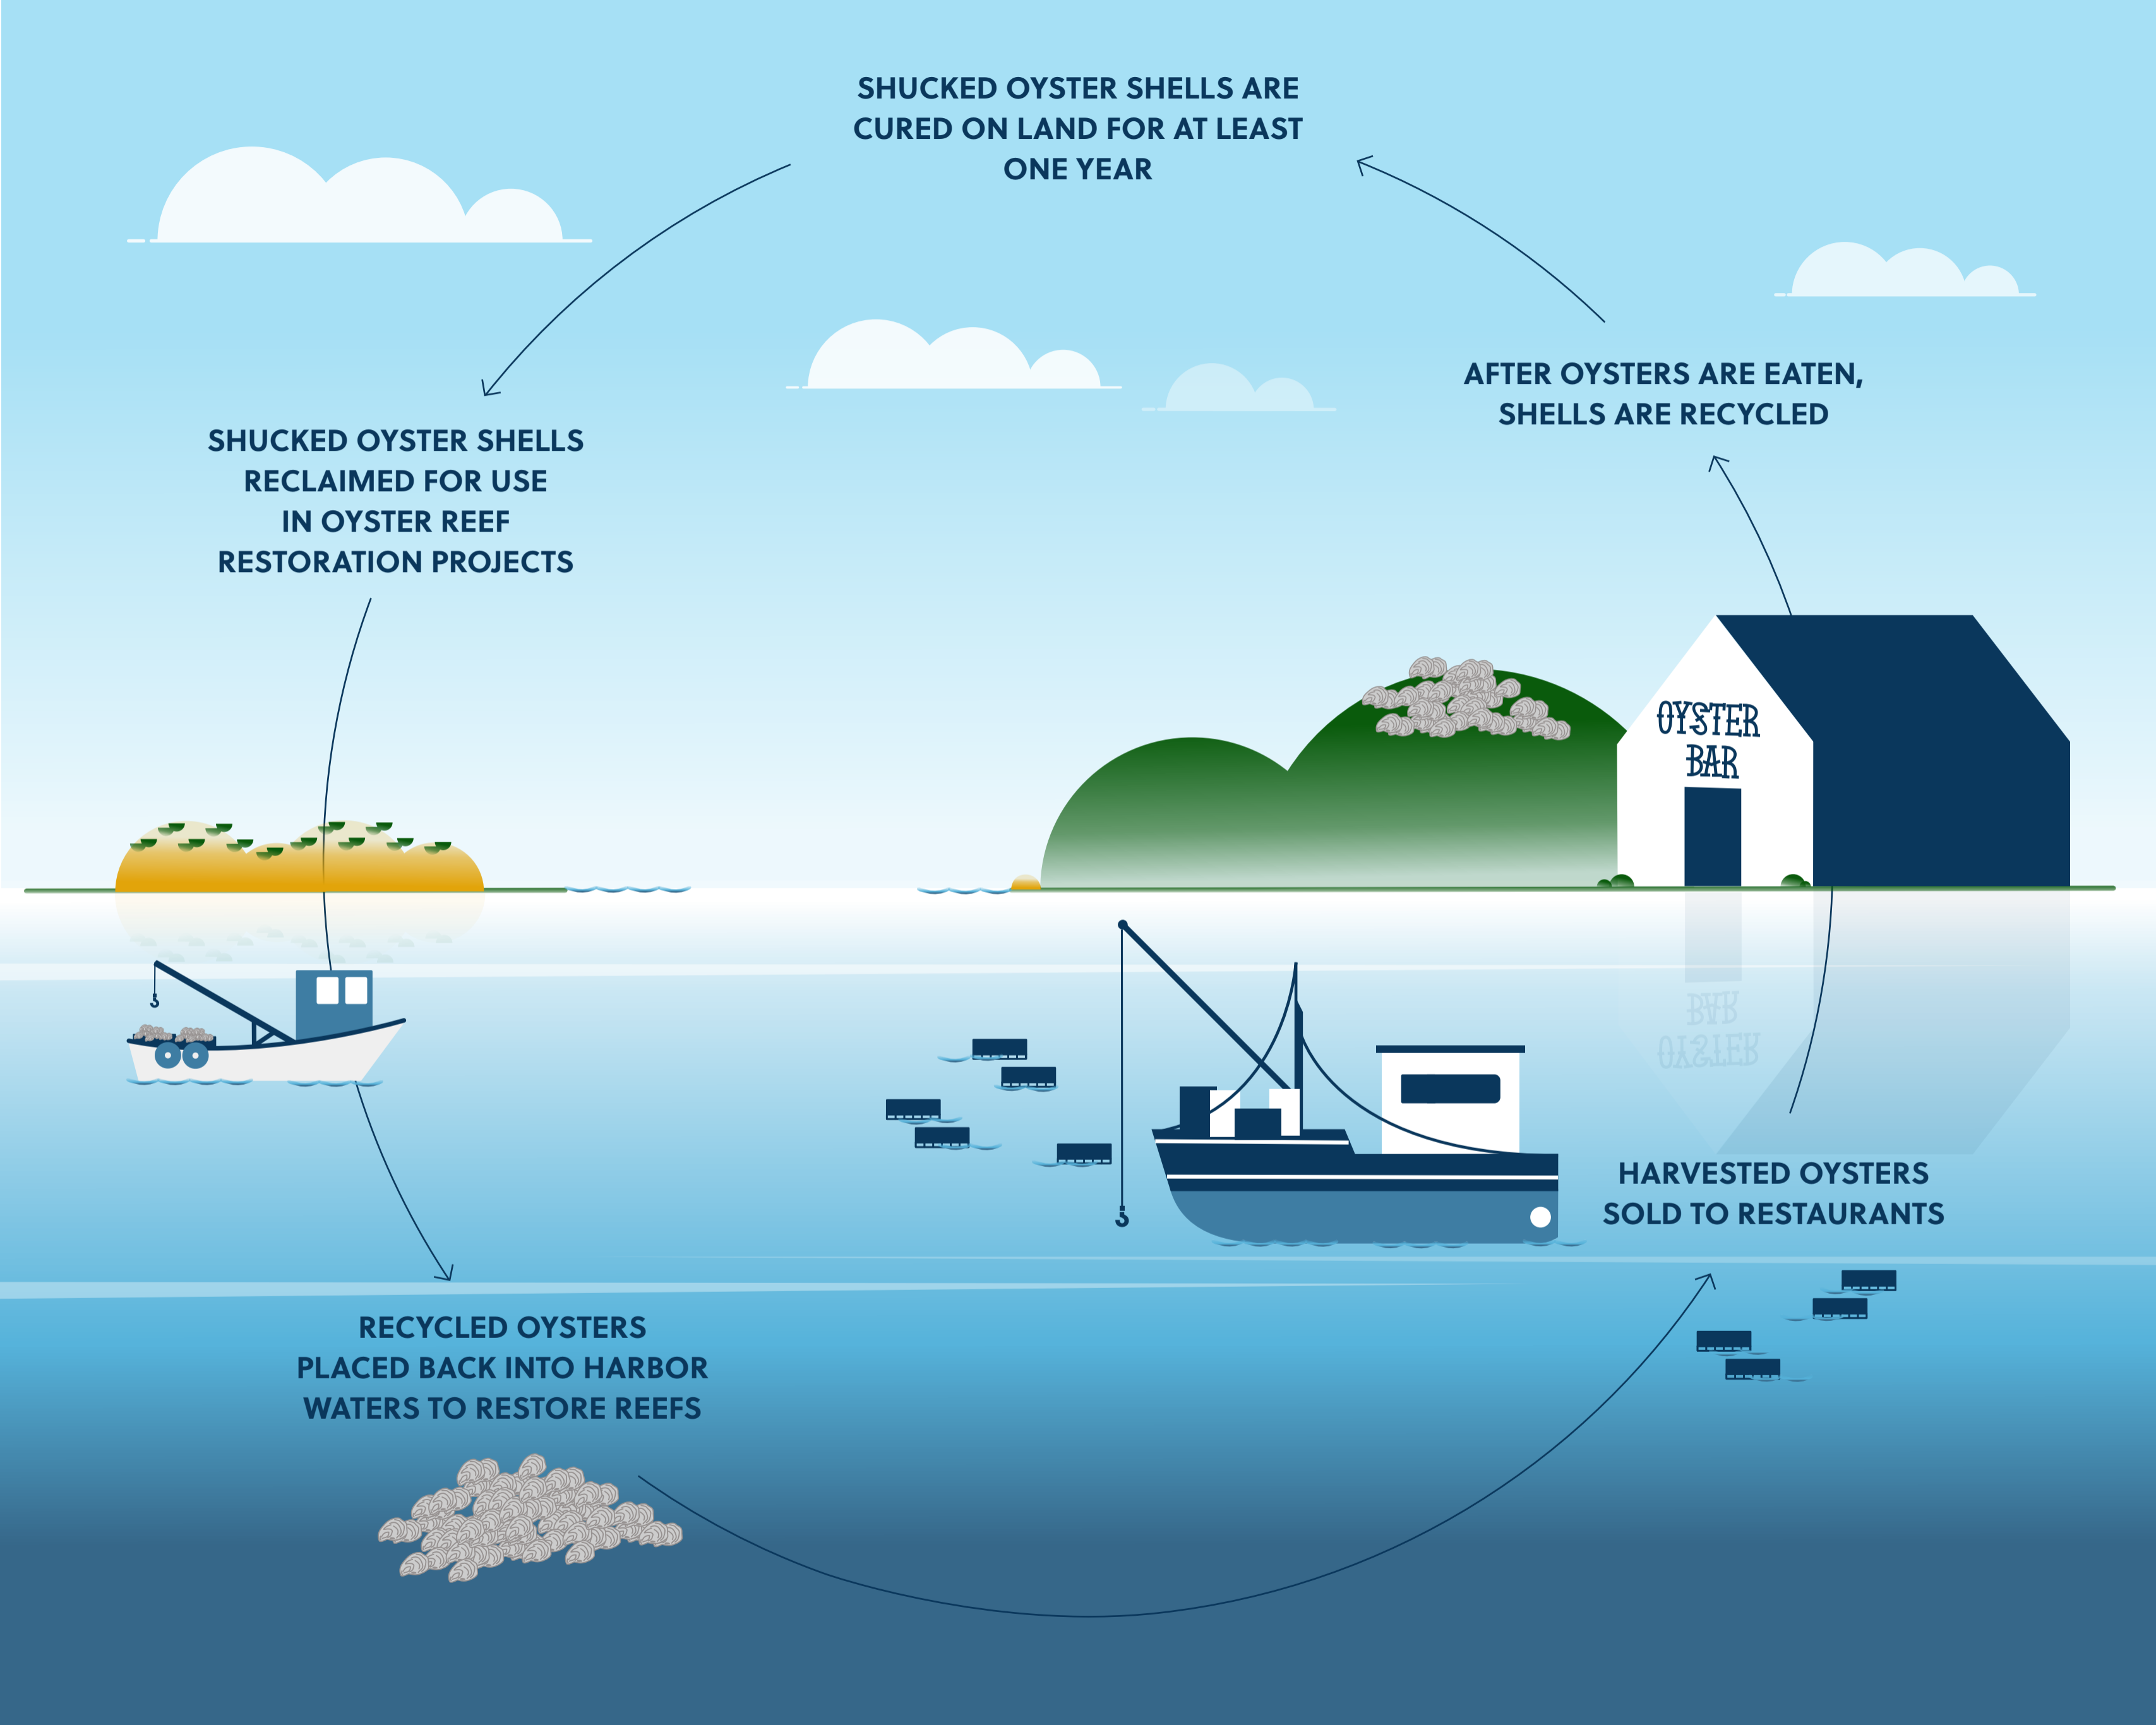 SHUCKED OYSTER SHELLS ARE
CURED ON LAND FOR AT LEAST
ONE YEAR
AFTER OYSTERS ARE EATEN,
SHELLS ARE RECYCLED
SHUCKED OYSTER SHELLS
RECLAIMED FOR USE
IN OYSTER REEF
RESTORATION PROJECTS
OYSTER
BAR
BAR
OYSTER
HARVESTED OYSTERS
SOLD TO RESTAURANTS
RECYCLED OYSTERS
PLACED BACK INTO HARBOR
WATERS TO RESTORE REEFS